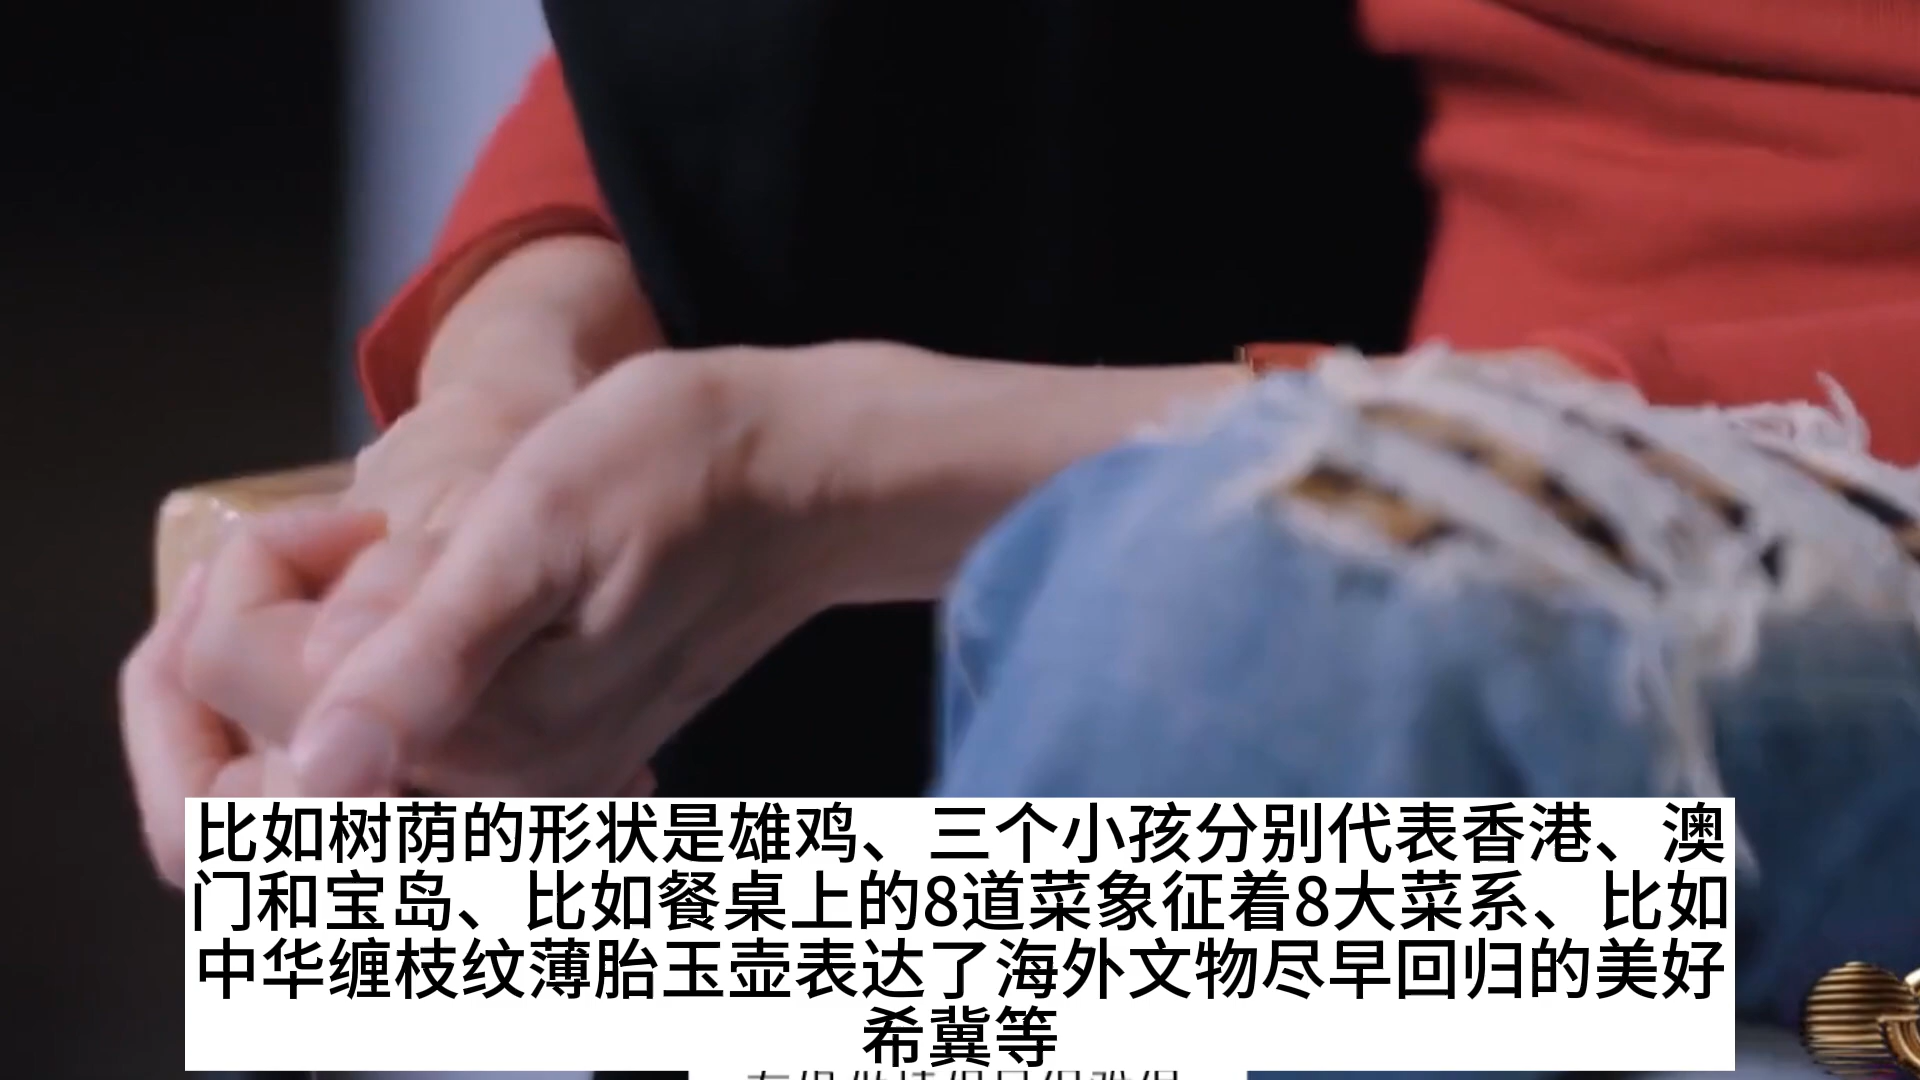 比如树荫的形状是雄鸡、三个小孩分别代表香港、澳
门和宝岛、比如餐桌上的8道菜象征着8大菜系、比如
中华缠枝纹薄胎玉壶表达了海外文物尽早回归的美好
希冀等